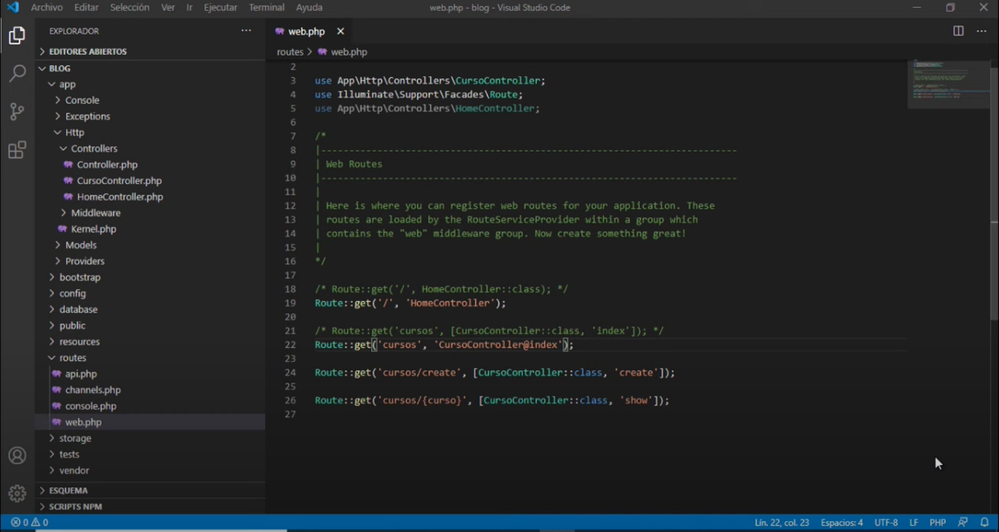 Archivo Editar Selección Ver Ir Ejecutar Terminal Ayuda web.php - blog - Visual Studio Code
EXPLORADOR
EDITORES ABIERTOS
BLOG
app
Console
Exceptions
Http
Controllers
Controller.php
CursoController.php
HomeController.php
Middleware
Kernel.php
Models
Providers
bootstrap
config
database
public
resources
routes
api.php
channels.php
console.php
web.php
storage
tests
vendor
ESQUEMA
SCRIPTS NPM
web.php
routes > web.php
2
3 use App\Http\Controllers\CursoController;
4 use Illuminate\Support\Facades\Route;
5 use App\Http\Controllers\HomeController;
6
7 /*
8 |--------------------------------------------------------------------------
9 | Web Routes
10 |--------------------------------------------------------------------------
11 |
12 | Here is where you can register web routes for your application. These
13 | routes are loaded by the RouteServiceProvider within a group which
14 | contains the "web" middleware group. Now create something great!
15 |
16 */
17
18 /* Route::get('/', HomeController::class); */
19 Route::get('/', 'HomeController');
20
21 /* Route::get('cursos', [CursoController::class, 'index']); */
22 Route::get('cursos', 'CursoController@index');
23
24 Route::get('cursos/create', [CursoController::class, 'create']);
25
26 Route::get('cursos/{curso}', [CursoController::class, 'show']);
27
0 0 Lín. 22, col. 23 Espacios: 4 UTF-8 LF PHP